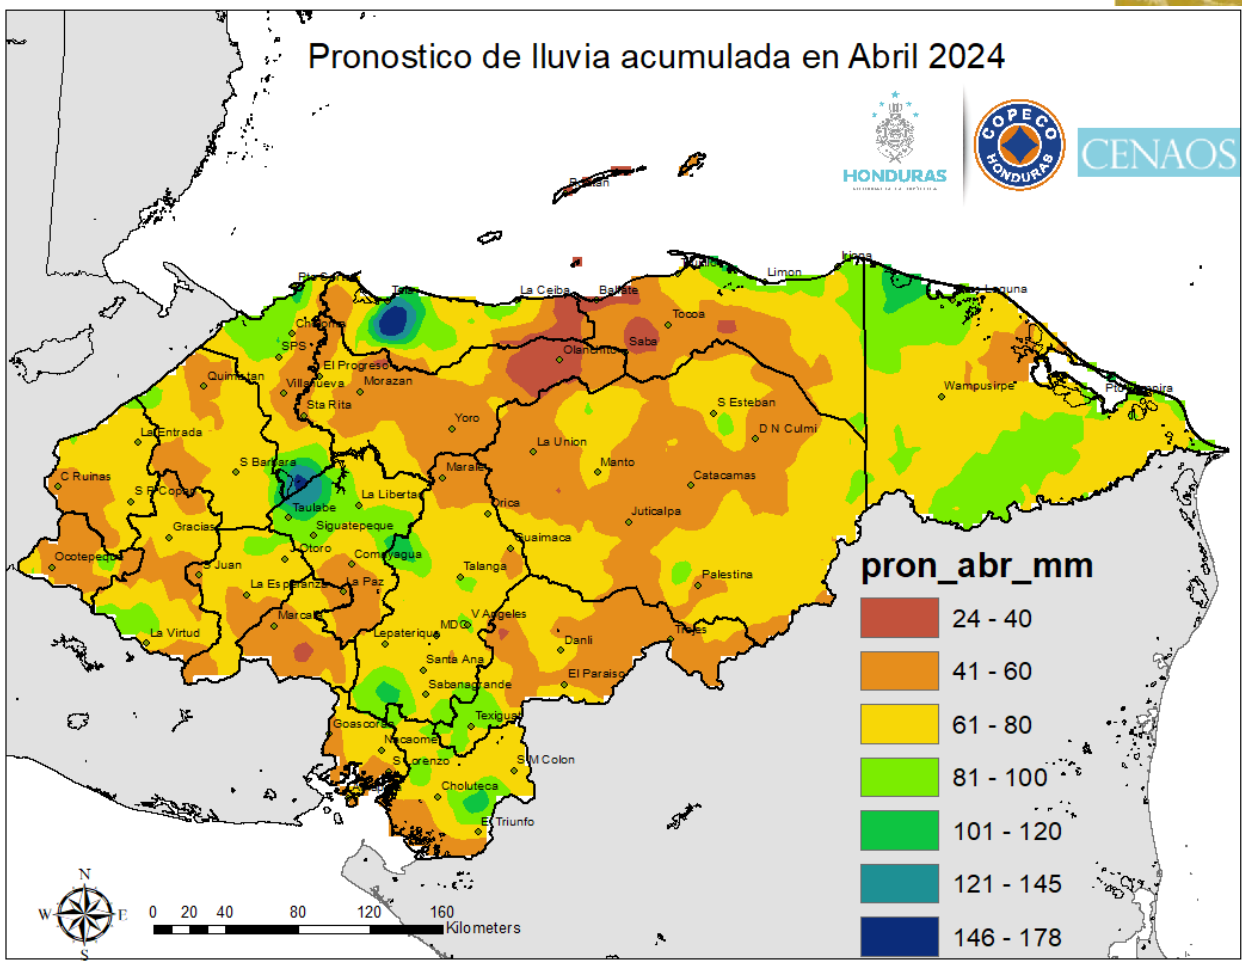 Pronostico de lluvia acumulada en Abril 2024
HONDURAS
COPECO
HONDURAS
CENAOS
Limon
Iriona
La Ceiba
Balfate
Tocoa
Saba
SPS
El Progreso
Quimistan
Villanueva
Morazan
Wampusirpe
Sta Rita
S Esteban
Yoro
La Entrada
D N Culmi
La Union
S Barbara
Marale
Manto
C Ruinas
Catacamas
S R Copan
La Libertad
Orica
Taulabe
Juticalpa
Gracias
Siguatepeque
Guaimaca
J Otoro
Ocotepeque
Comayagua
S Juan
Talanga
La Esperanza
La Paz
Palestina
Marcala
V Angeles
MDC
La Virtud
Lepaterique
Danli
Trojes
Santa Ana
El Paraiso
Sabanagrande
Goascoran
Texiguat
Nacaome
S Lorenzo
S M Colon
Choluteca
El Triunfo
pron_abr_mm
24 - 40
41 - 60
61 - 80
81 - 100
101 - 120
121 - 145
146 - 178
N
W
E
S
0 20 40 80 120 160
Kilometers